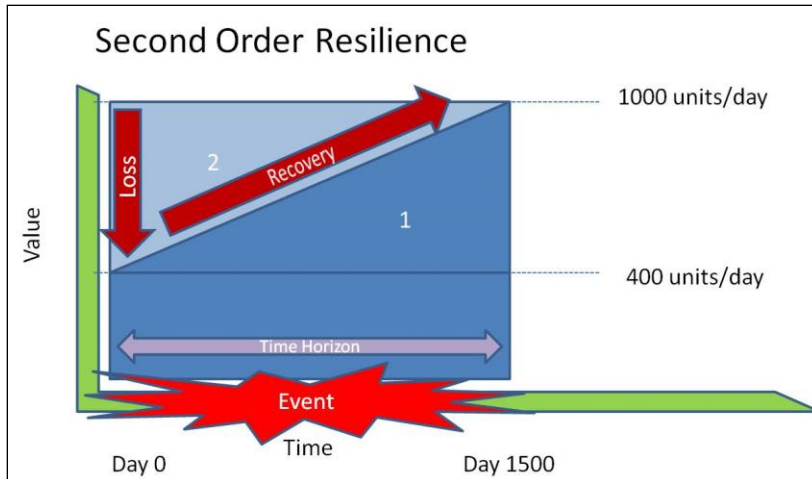 Second Order Resilience
1000 units/day
Loss
2
Recovery
1
Value
400 units/day
Time Horizon
Event
Time
Day 0
Day 1500